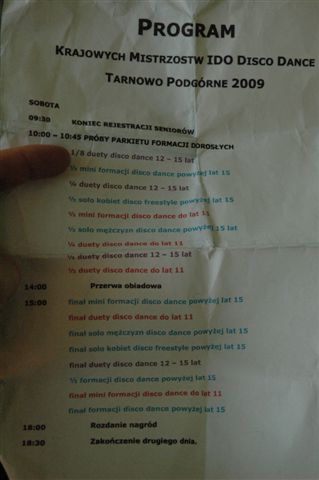 PROGRAM
KRAJOWYCH MISTRZOSTW IDO DISCO DANCE
TARNOWO PODGÓRNE 2009
SOBOTA
09:30 KONIEC REJESTRACJI SENIORÓW
10:00 – 10:45 PRÓBY PARKIETU FORMACJI DOROSŁYCH
1/8 duety disco dance 12 – 15 lat
½ mini formacji disco dance powyżej lat 15
¼ duety disco dance 12 – 15 lat
½ solo kobiet disco freestyle powyżej lat 15
½ mini formacji disco dance do lat 11
½ solo mężczyzn disco dance powyżej lat 15
¼ duety disco dance do lat 11
½ duety disco dance 12 – 15 lat
½ duety disco dance do lat 11
14:00 Przerwa obiadowa
15:00 finał mini formacji disco dance powyżej lat 15
finał duety disco dance do lat 11
finał solo mężczyzn disco dance powyżej lat 15
finał solo kobiet disco freestyle powyżej lat 15
finał duety disco dance 12 – 15 lat
½ formacji disco dance powyżej lat 15
finał mini formacji disco dance do lat 11
finał formacji disco dance powyżej lat 15
18:00 Rozdanie nagród
18:30 Zakończenie drugiego dnia.